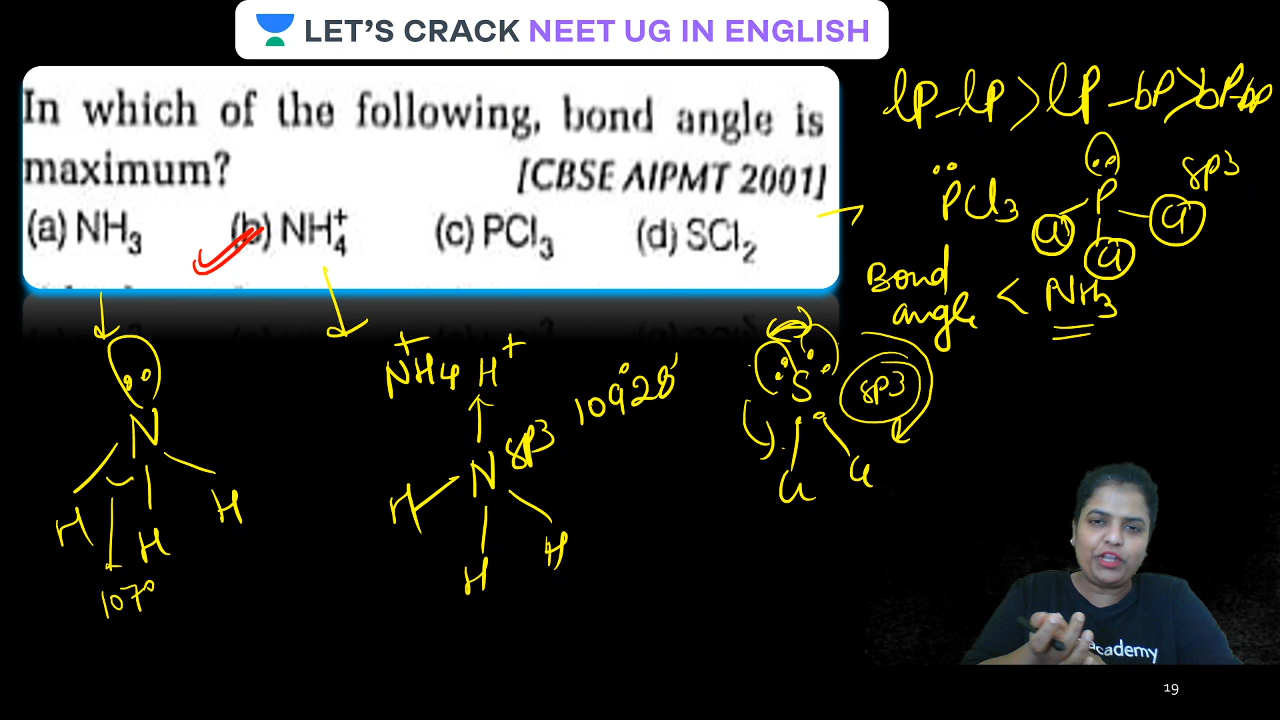 LET'S CRACK NEET UG IN ENGLISH
In which of the following, bond angle is
maximum? [CBSE AIPMT 2001]
(a) NH3 (b) NH4+ (c) PCl3 (d) SCl2
lp-lp > lp-bp > bp-bp
PCl3
P
sp3
Cl
Cl
Cl
Bond
angle < NH3
N
H
H
H
107°
NH4+
H+
109°28'
N sp3
H
H
H
S
sp3
Cl
Cl
academy
19